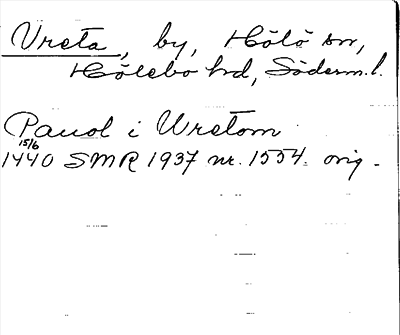 Vreta, by, Hölö sn,
Hölebo hd, Söderm.l.
Pauol i Wretom
15/6
1440 SMR 1937 nr. 1554. orig.